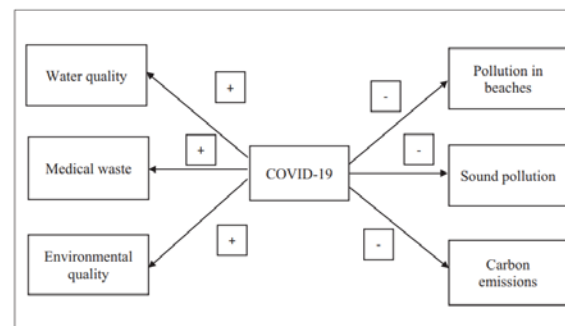 Water quality
+
Pollution in
beaches
-
Medical waste
+
COVID-19
-
Sound pollution
Environmental
quality
+
-
Carbon
emissions